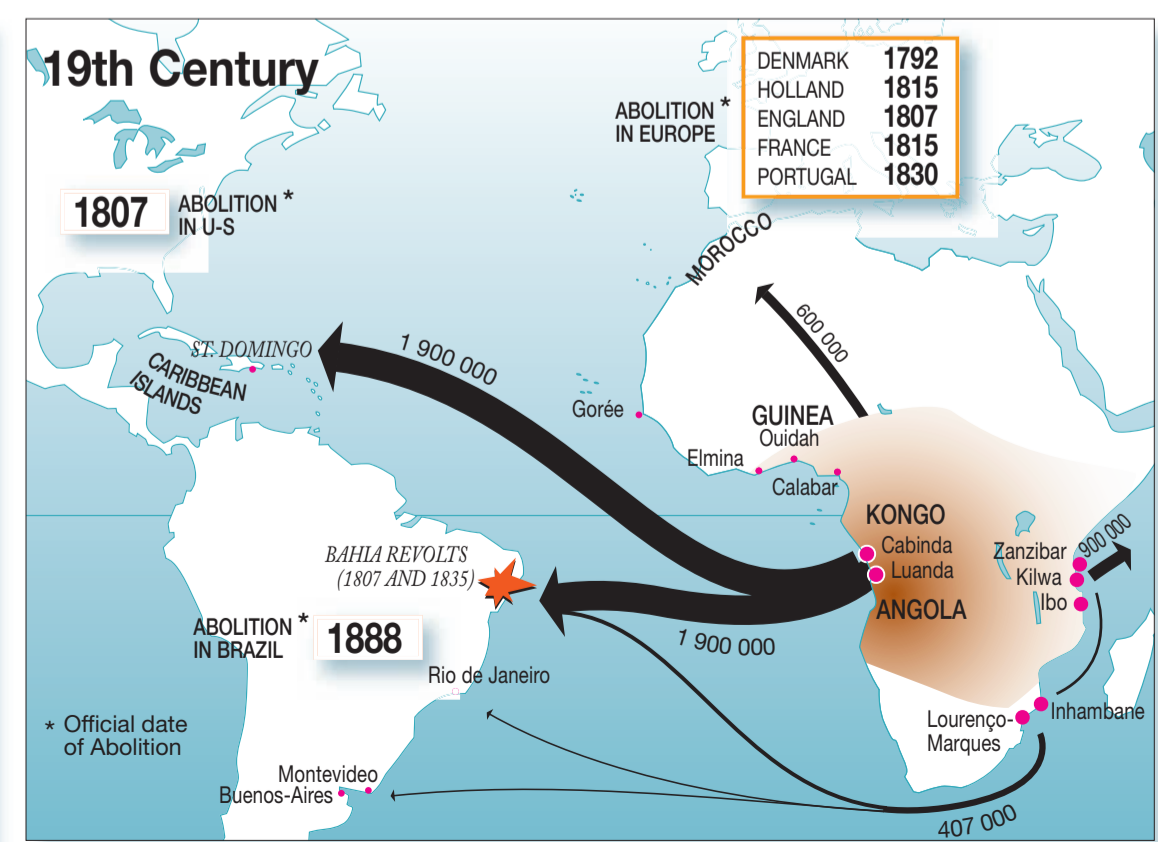 19th Century
DENMARK 1792
HOLLAND 1815
ENGLAND 1807
FRANCE 1815
PORTUGAL 1830
ABOLITION *
IN EUROPE
1807
ABOLITION *
IN U-S
MOROCCO
600 000
ST. DOMINGO
1 900 000
CARIBBEAN
ISLANDS
Gorée
GUINEA
Ouidah
Elmina
Calabar
KONGO
Cabinda
Luanda
ANGOLA
Zanzibar
Kilwa
Ibo
900 000
BAHIA REVOLTS
(1807 AND 1835)
1 900 000
ABOLITION *
IN BRAZIL
1888
Rio de Janeiro
Inhambane
Lourenço-
Marques
* Official date
of Abolition
Montevideo
Buenos-Aires
407 000